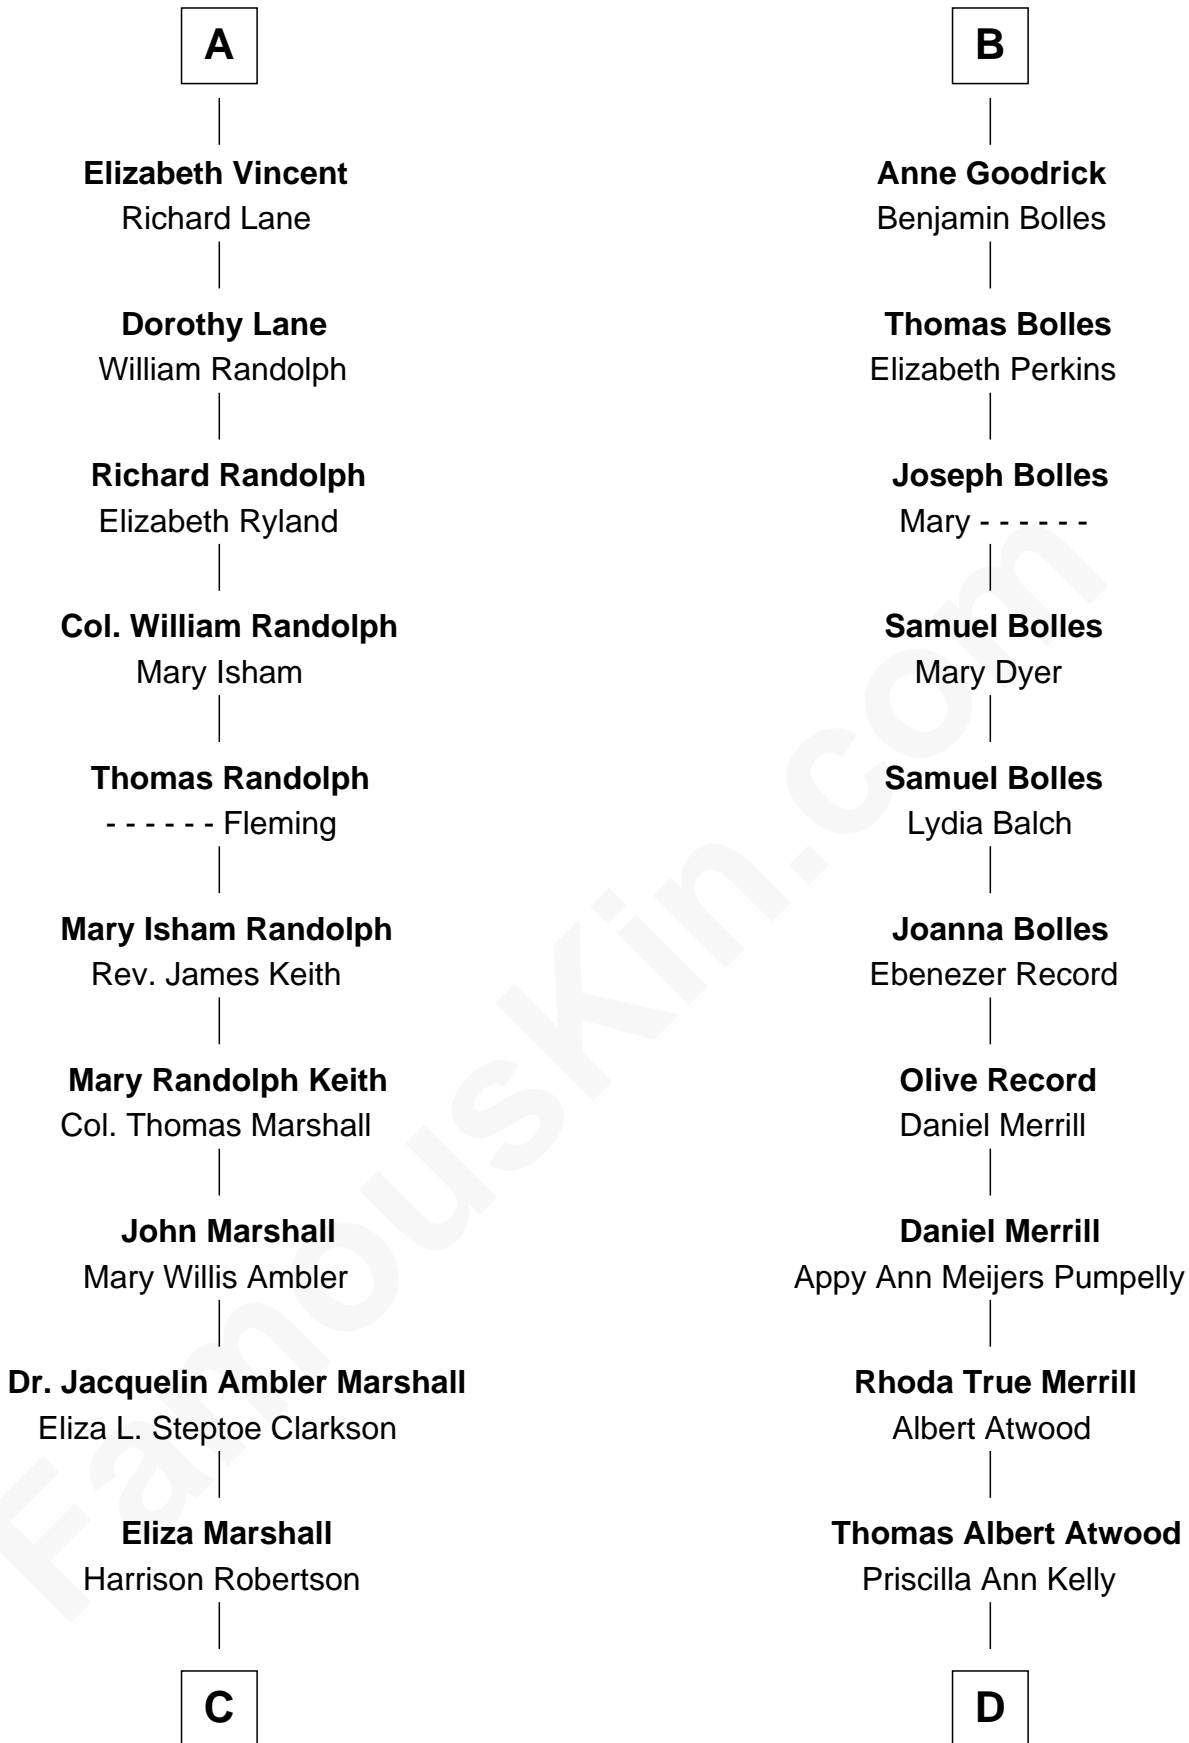 A
Elizabeth Vincent
Richard Lane
Dorothy Lane
William Randolph
Richard Randolph
Elizabeth Ryland
Col. William Randolph
Mary Isham
Thomas Randolph
- - - - - - Fleming
Mary Isham Randolph
Rev. James Keith
Mary Randolph Keith
Col. Thomas Marshall
John Marshall
Mary Willis Ambler
Dr. Jacquelin Ambler Marshall
Eliza L. Steptoe Clarkson
Eliza Marshall
Harrison Robertson
C
B
Anne Goodrick
Benjamin Bolles
Thomas Bolles
Elizabeth Perkins
Joseph Bolles
Mary - - - - - -
Samuel Bolles
Mary Dyer
Samuel Bolles
Lydia Balch
Joanna Bolles
Ebenezer Record
Olive Record
Daniel Merrill
Daniel Merrill
Appy Ann Meijers Pumpelly
Rhoda True Merrill
Albert Atwood
Thomas Albert Atwood
Priscilla Ann Kelly
D
FamousKin.com